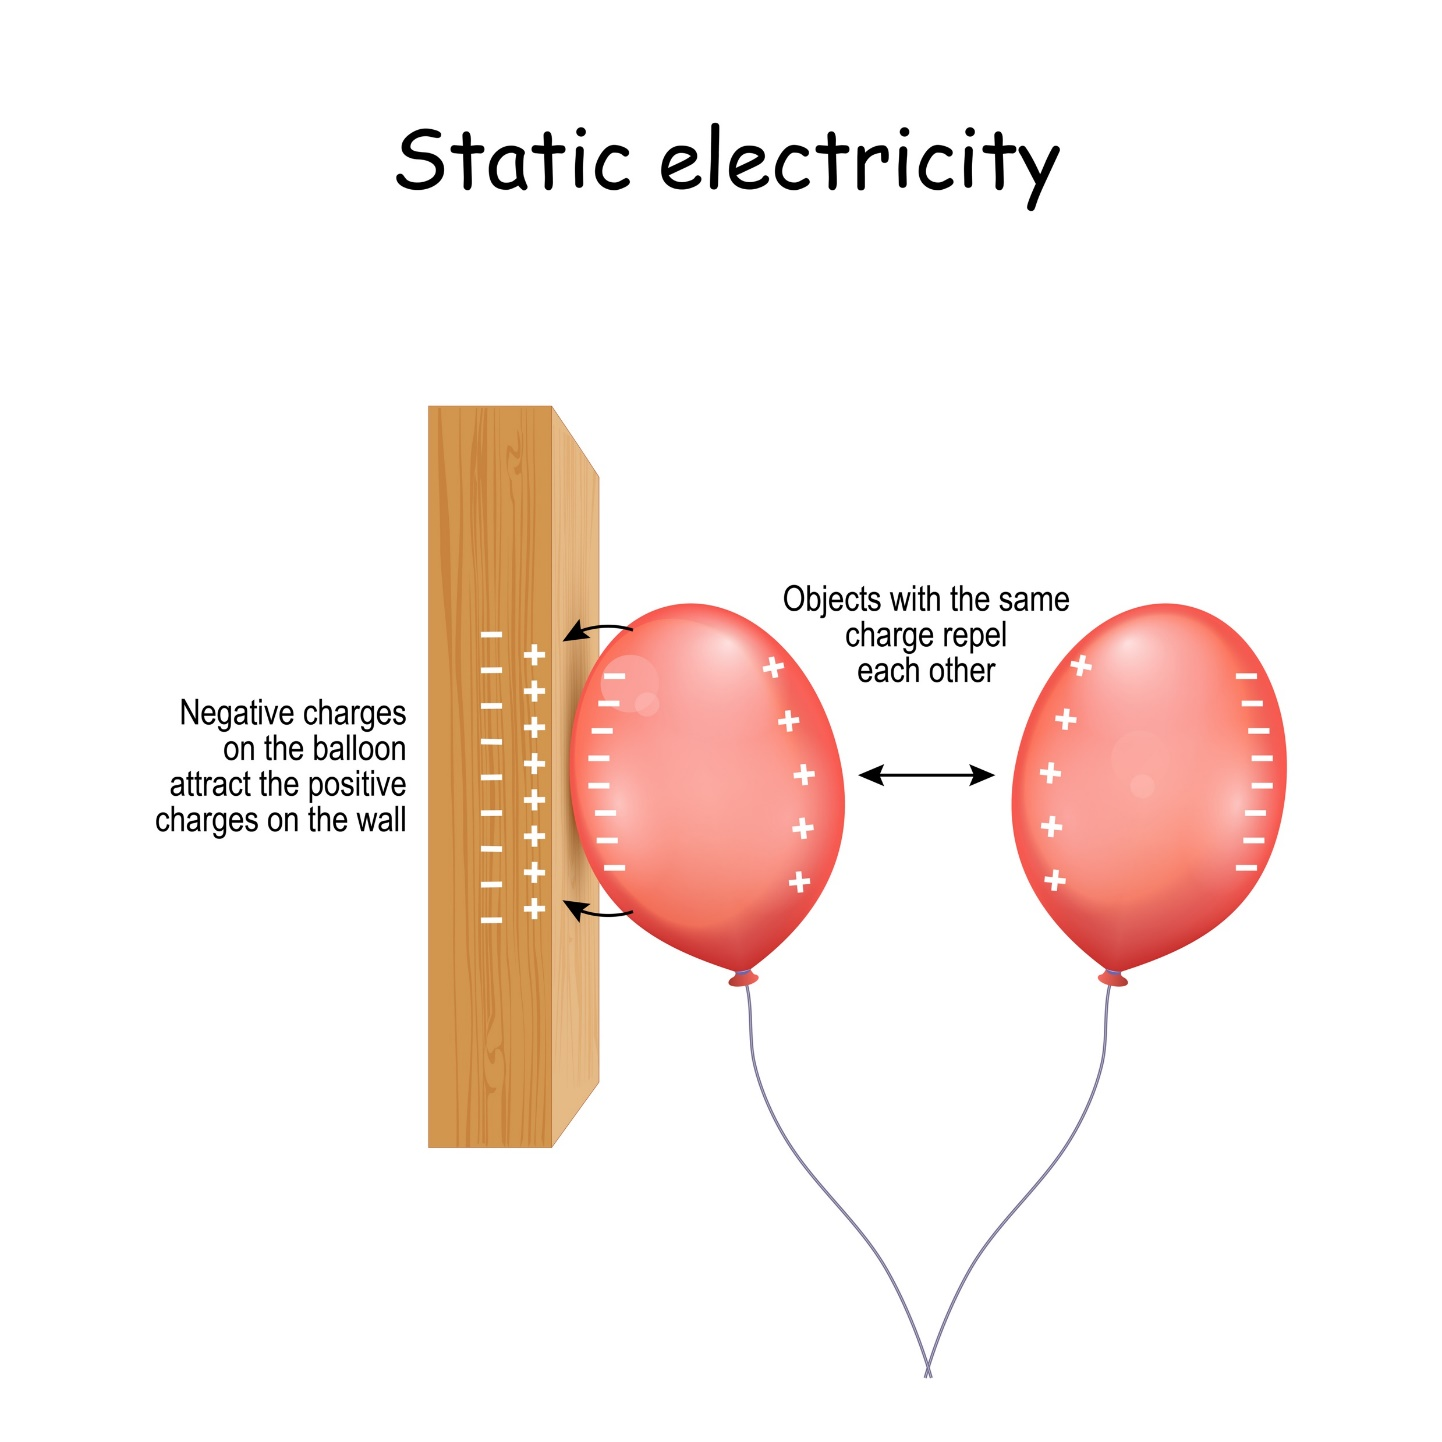 Static electricity
Objects with the same
charge repel
each other
Negative charges
on the balloon
attract the positive
charges on the wall